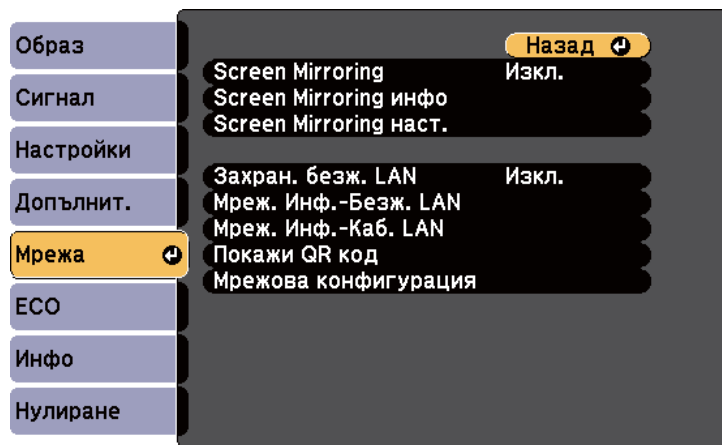 Образ
Сигнал
Настройки
Допълнит.
Мрежа
ECO
Инфо
Нулиране
Назад
Screen Mirroring Изкл.
Screen Mirroring инфо
Screen Mirroring наст.
Захран. безж. LAN Изкл.
Мреж. Инф.-Безж. LAN
Мреж. Инф.-Каб. LAN
Покажи QR код
Мрежова конфигурация